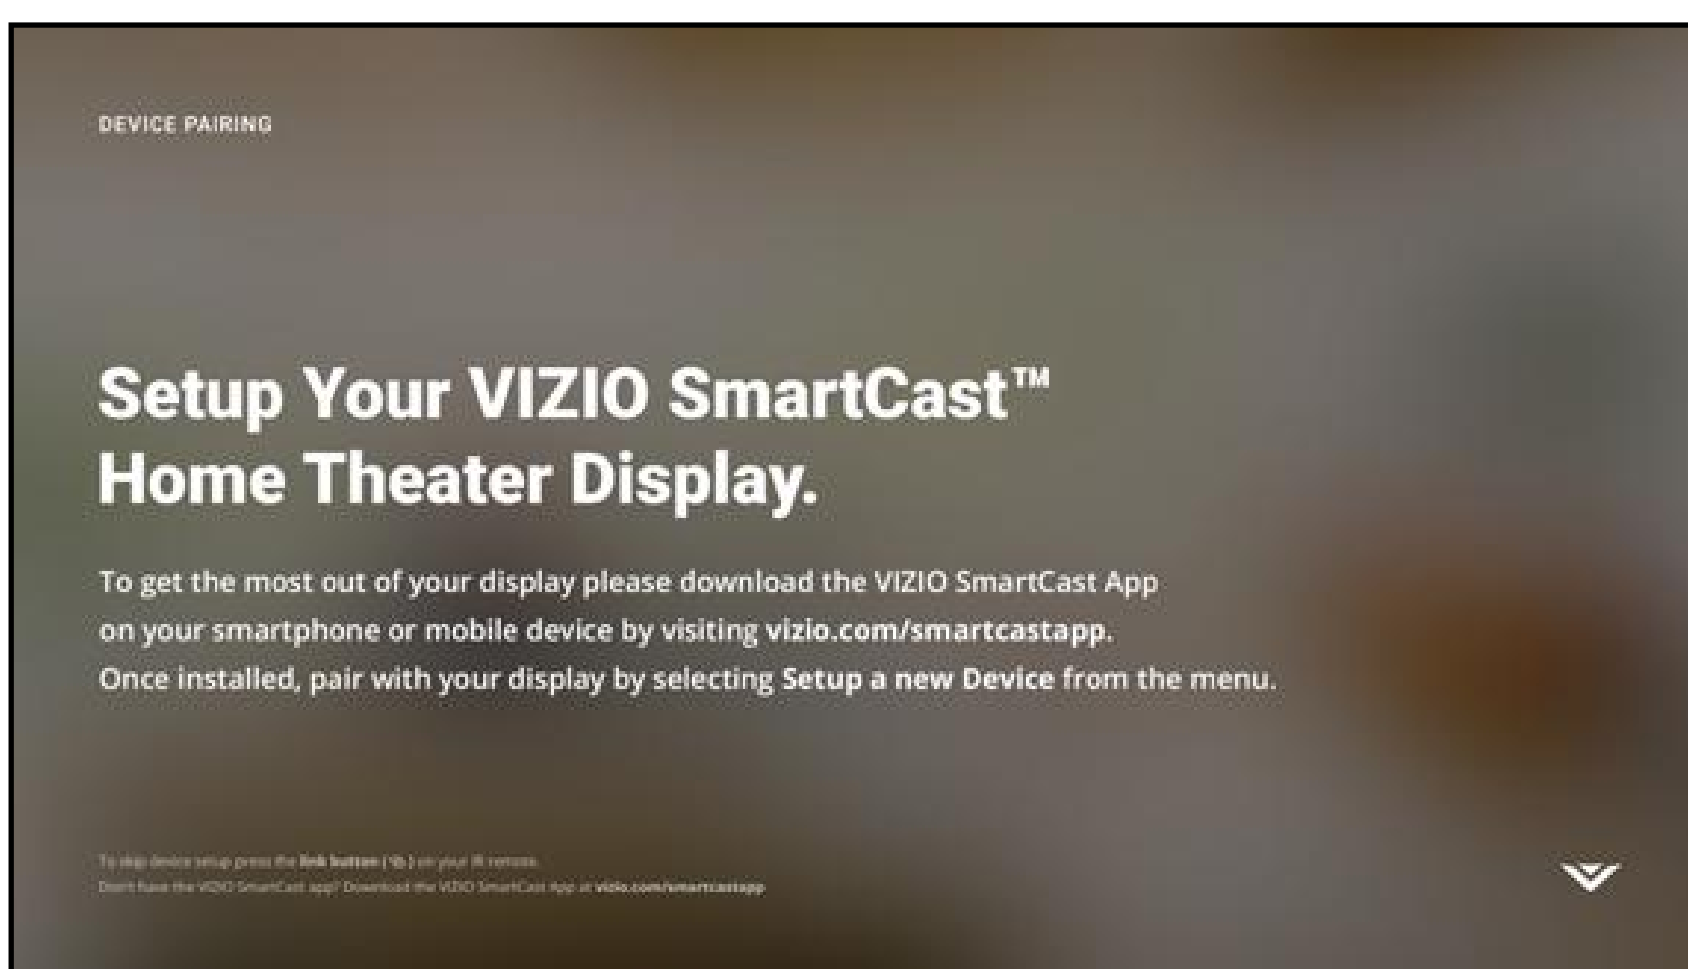 DEVICE PAIRING
Setup Your VIZIO SmartCast™
Home Theater Display.
To get the most out of your display please download the VIZIO SmartCast App
on your smartphone or mobile device by visiting vizio.com/smartcastapp.
Once installed, pair with your display by selecting Setup a new Device from the menu.
To skip device setup press the link button ( ) on your IR remote.
Don't have the VIZIO SmartCast app? Download the VIZIO SmartCast App at vizio.com/smartcastapp